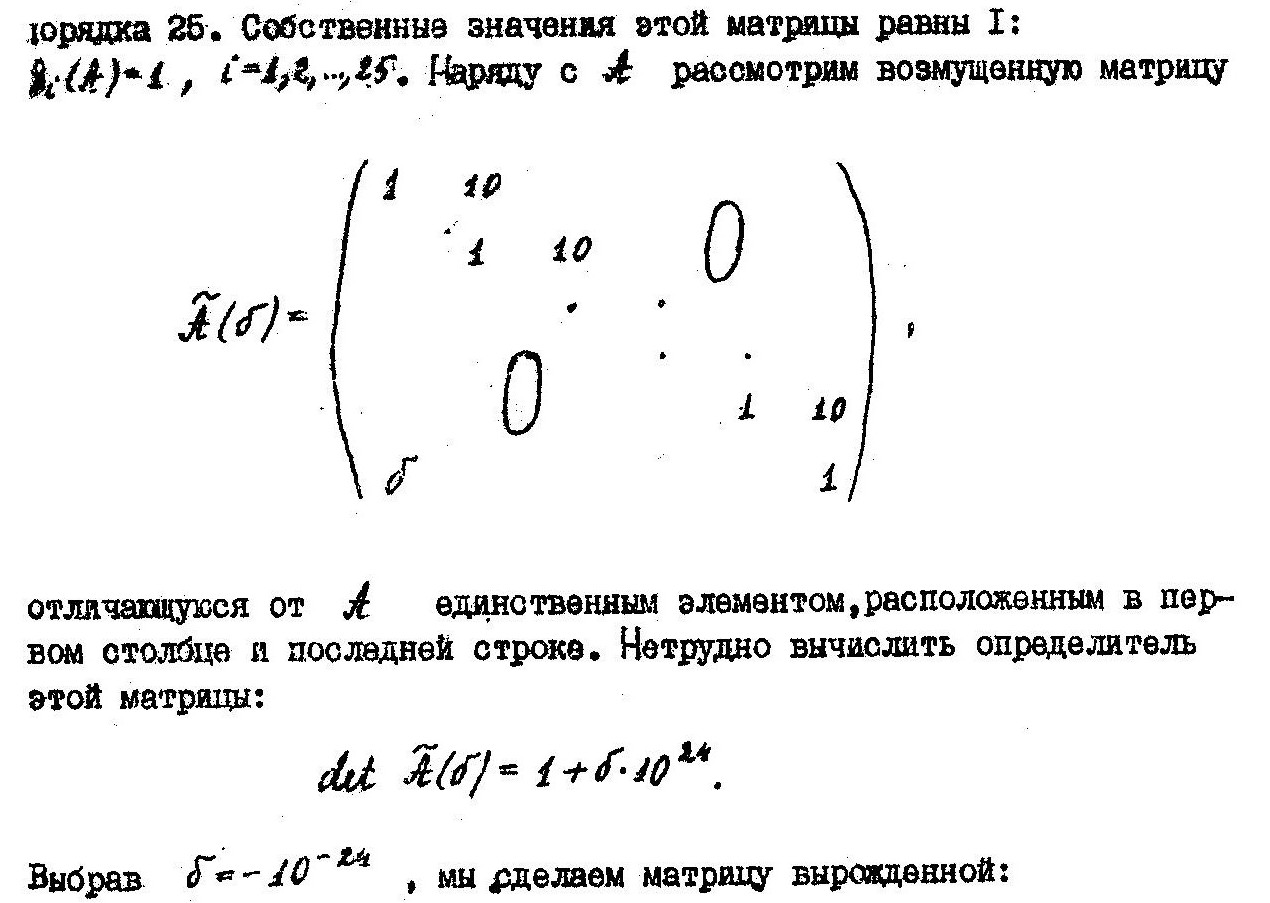 порядка 25. Собственные значения этой матрицы равны I:
λᵢ(A)=1, i=1,2,..,25. Наряду с A рассмотрим возмущенную матрицу
1 10
1 10 0
Ã(δ)= . . ,
0 . .
1 10
δ 1
отличающуюся от A единственным элементом,расположенным в пер-
вом столбце и последней строке. Нетрудно вычислить определитель
этой матрицы:
det Ã(δ) = 1+δ·10²⁴.
Выбрав δ=-10⁻²⁴, мы сделаем матрицу вырожденной: